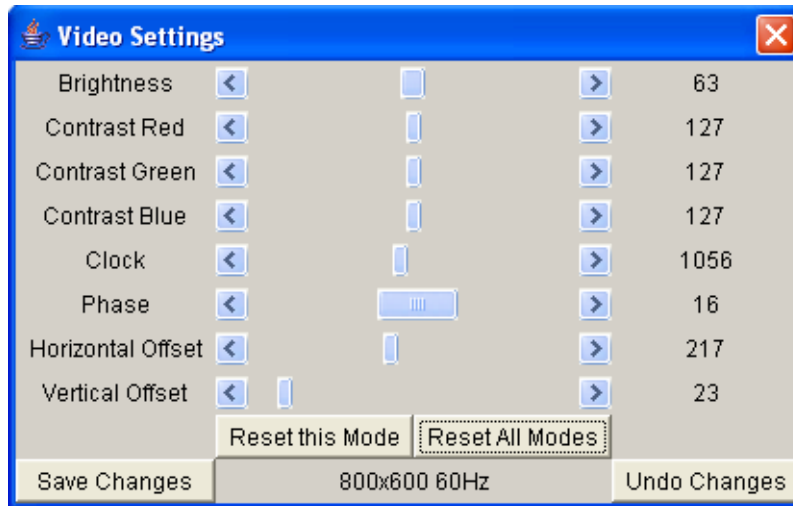 Video Settings
Brightness 63
Contrast Red 127
Contrast Green 127
Contrast Blue 127
Clock 1056
Phase 16
Horizontal Offset 217
Vertical Offset 23
Reset this Mode Reset All Modes
Save Changes 800x600 60Hz Undo Changes